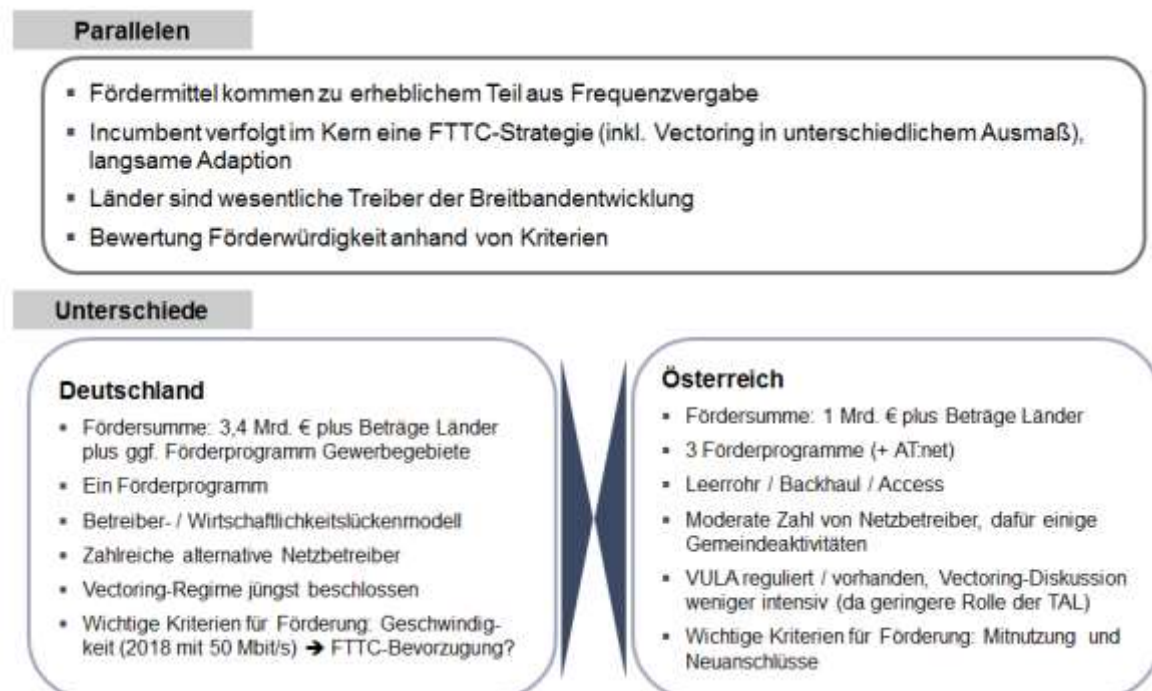 Parallelen
▪ Fördermittel kommen zu erheblichem Teil aus Frequenzvergabe
▪ Incumbent verfolgt im Kern eine FTTC-Strategie (inkl. Vectoring in unterschiedlichem Ausmaß),
langsame Adaption
▪ Länder sind wesentliche Treiber der Breitbandentwicklung
▪ Bewertung Förderwürdigkeit anhand von Kriterien
Unterschiede
Deutschland
▪ Fördersumme: 3,4 Mrd. € plus Beträge Länder
plus ggf. Förderprogramm Gewerbegebiete
▪ Ein Förderprogramm
▪ Betreiber- / Wirtschaftlichkeitslückenmodell
▪ Zahlreiche alternative Netzbetreiber
▪ Vectoring-Regime jüngst beschlossen
▪ Wichtige Kriterien für Förderung: Geschwindig-
keit (2018 mit 50 Mbit/s) ➔ FTTC-Bevorzugung?
Österreich
▪ Fördersumme: 1 Mrd. € plus Beträge Länder
▪ 3 Förderprogramme (+ AT:net)
▪ Leerrohr / Backhaul / Access
▪ Moderate Zahl von Netzbetreiber, dafür einige
Gemeindeaktivitäten
▪ VULA reguliert / vorhanden, Vectoring-Diskussion
weniger intensiv (da geringere Rolle der TAL)
▪ Wichtige Kriterien für Förderung: Mitnutzung und
Neuanschlüsse